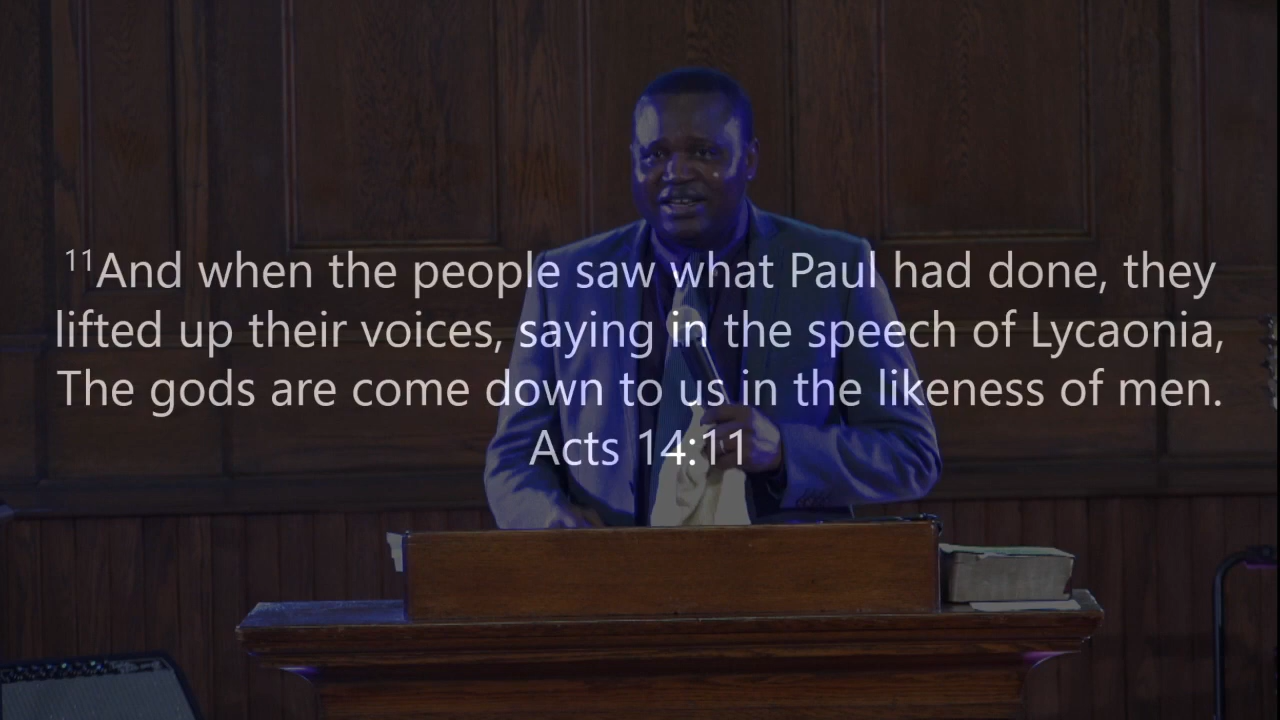 ¹¹And when the people saw what Paul had done, they
lifted up their voices, saying in the speech of Lycaonia,
The gods are come down to us in the likeness of men.
Acts 14:11